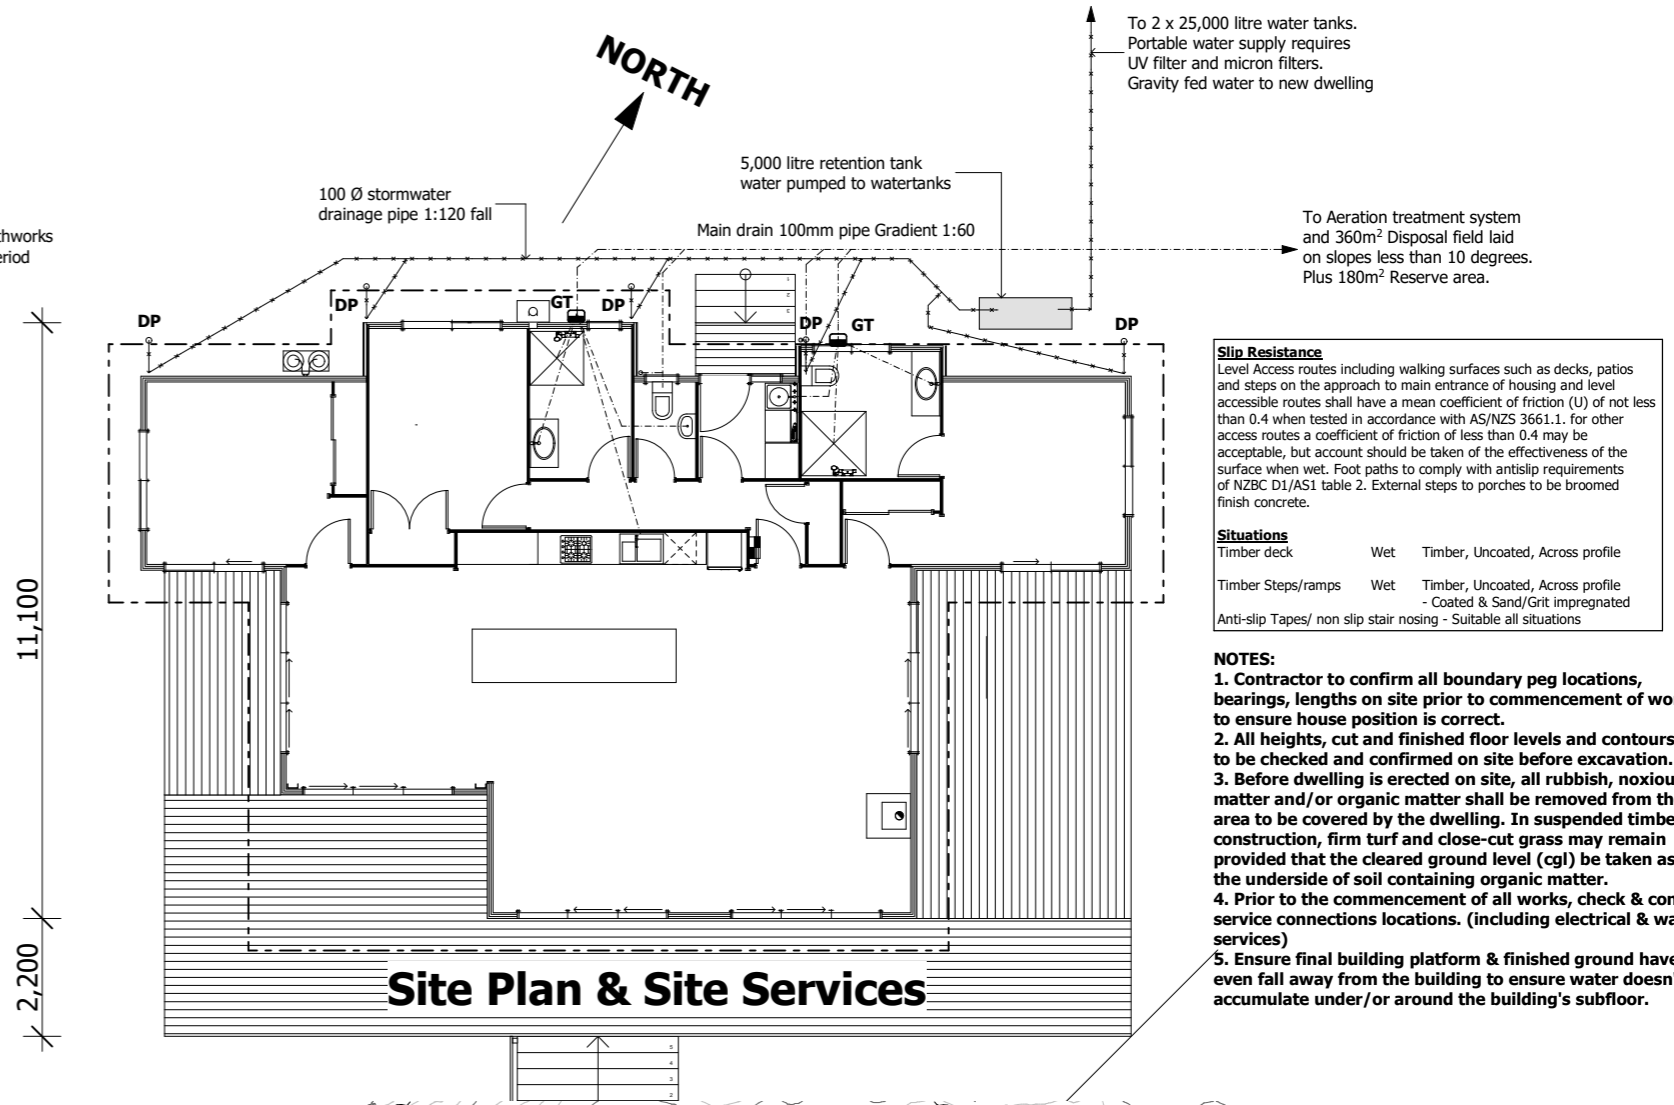 To 2 x 25,000 litre water tanks.
Portable water supply requires
UV filter and micron filters.
Gravity fed water to new dwelling
NORTH
5,000 litre retention tank
water pumped to watertanks
100 Ø stormwater
drainage pipe 1:120 fall
Main drain 100mm pipe Gradient 1:60
To Aeration treatment system
and 360m² Disposal field laid
on slopes less than 10 degrees.
Plus 180m² Reserve area.
DP
DP
GT
DP
DP
GT
DP
Slip Resistance
Level Access routes including walking surfaces such as decks, patios
and steps on the approach to main entrance of housing and level
accessible routes shall have a mean coefficient of friction (U) of not less
than 0.4 when tested in accordance with AS/NZS 3661.1. for other
access routes a coefficient of friction of less than 0.4 may be
acceptable, but account should be taken of the effectiveness of the
surface when wet. Foot paths to comply with antislip requirements
of NZBC D1/AS1 table 2. External steps to porches to be broomed
finish concrete.
Situations
Timber deck Wet Timber, Uncoated, Across profile
Timber Steps/ramps Wet Timber, Uncoated, Across profile
- Coated & Sand/Grit impregnated
Anti-slip Tapes/ non slip stair nosing - Suitable all situations
11,100
2,200
NOTES:
1. Contractor to confirm all boundary peg locations,
bearings, lengths on site prior to commencement of
to ensure house position is correct.
2. All heights, cut and finished floor levels and contours
to be checked and confirmed on site before excavation.
3. Before dwelling is erected on site, all rubbish,
matter and/or organic matter shall be removed from
area to be covered by the dwelling. In suspended
construction, firm turf and close-cut grass may remain
provided that the cleared ground level (cgl) be taken as
the underside of soil containing organic matter.
4. Prior to the commencement of all works, check &
service connections locations. (including electrical &
services)
5. Ensure final building platform & finished ground have
even fall away from the building to ensure water
accumulate under/or around the building's subfloor.
Site Plan & Site Services
5
4
3
2